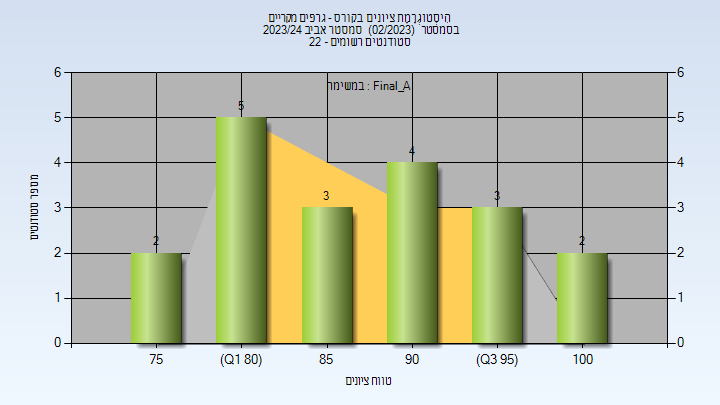 היסטוגרמת ציונים בקורס - גרפים מקריים
בסמסטר (02/2023) סמסטר אביב 2023/24
סטודנטים רשומים - 22
במשימה : Final_A
מספר סטודנטים
6 6
5 5
4 4
3 3
2 2
1 1
0 0
2 5 3 4 3 2
75 (Q1 80) 85 90 (Q3 95) 100
טווח ציונים